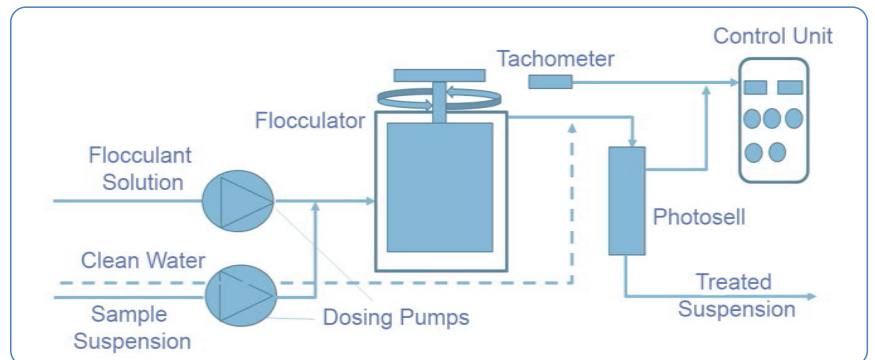 Control Unit
Tachometer
Flocculator
Flocculant
Solution
Photosell
Clean Water
Sample
Suspension
Dosing Pumps
Treated
Suspension